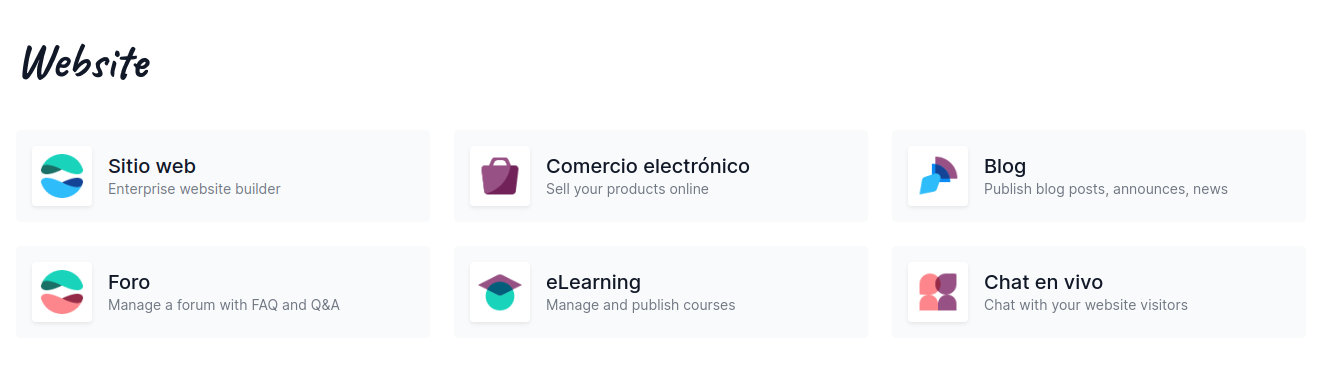 Website
Sitio web
Enterprise website builder
Comercio electrónico
Sell your products online
Blog
Publish blog posts, announces, news
Foro
Manage a forum with FAQ and Q&A
eLearning
Manage and publish courses
Chat en vivo
Chat with your website visitors